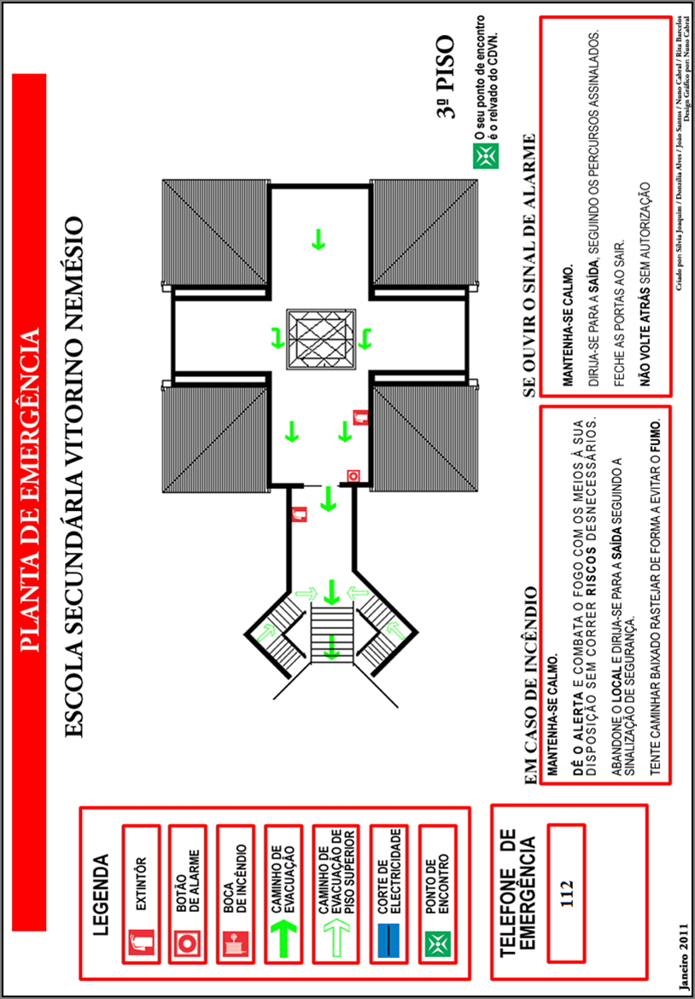 PLANTA DE EMERGÊNCIA
ESCOLA SECUNDÁRIA VITORINO NEMÉSIO
3º PISO
O seu ponto de encontro
é o relvado do CDVN.
LEGENDA
EXTINTÔR
BOTÃO
DE ALARME
BOCA
DE INCÊNDIO
CAMINHO DE
EVACUAÇÃO
CAMINHO DE
EVACUAÇÃO DE
PISO SUPERIOR
CORTE DE
ELECTRICIDADE
PONTO DE
ENCONTRO
TELEFONE DE
EMERGÊNCIA
112
EM CASO DE INCÊNDIO
MANTENHA-SE CALMO.
DÊ O ALERTA E COMBATA O FOGO COM OS MEIOS À SUA
DISPOSIÇÃO SEM CORRER RISCOS DESNECESSÁRIOS.
ABANDONE O LOCAL E DIRIJA-SE PARA A SAÍDA SEGUINDO A
SINALIZAÇÃO DE SEGURANÇA.
TENTE CAMINHAR BAIXADO RASTEJAR DE FORMA A EVITAR O FUMO.
SE OUVIR O SINAL DE ALARME
MANTENHA-SE CALMO.
DIRIJA-SE PARA A SAÍDA, SEGUINDO OS PERCURSOS ASSINALADOS.
FECHE AS PORTAS AO SAIR.
NÃO VOLTE ATRÁS SEM AUTORIZAÇÃO
Janeiro 2011
Criado por: Sílvia Joaquim / Donzília Alves / João Santos / Nuno Cabral / Rita Barcelos
Design Gráfico por: Nuno Cabral